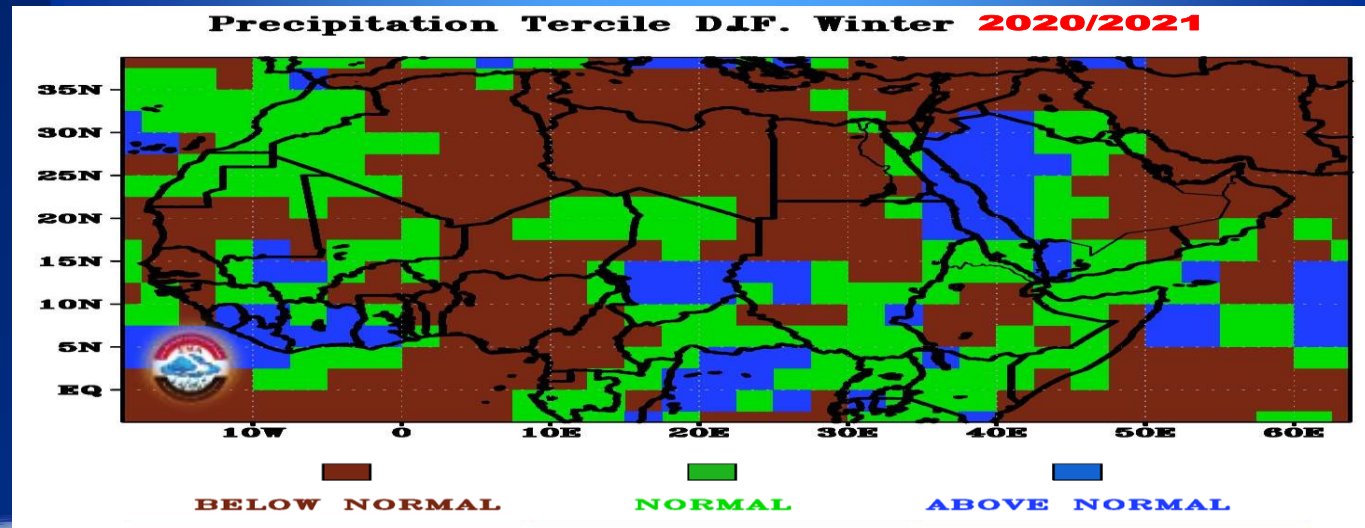 Precipitation Tercile DJF. Winter 2020/2021
35N
30N
25N
20N
15N
10N
5N
EQ
10W 0 10E 20E 30E 40E 50E 60E
BELOW NORMAL NORMAL ABOVE NORMAL